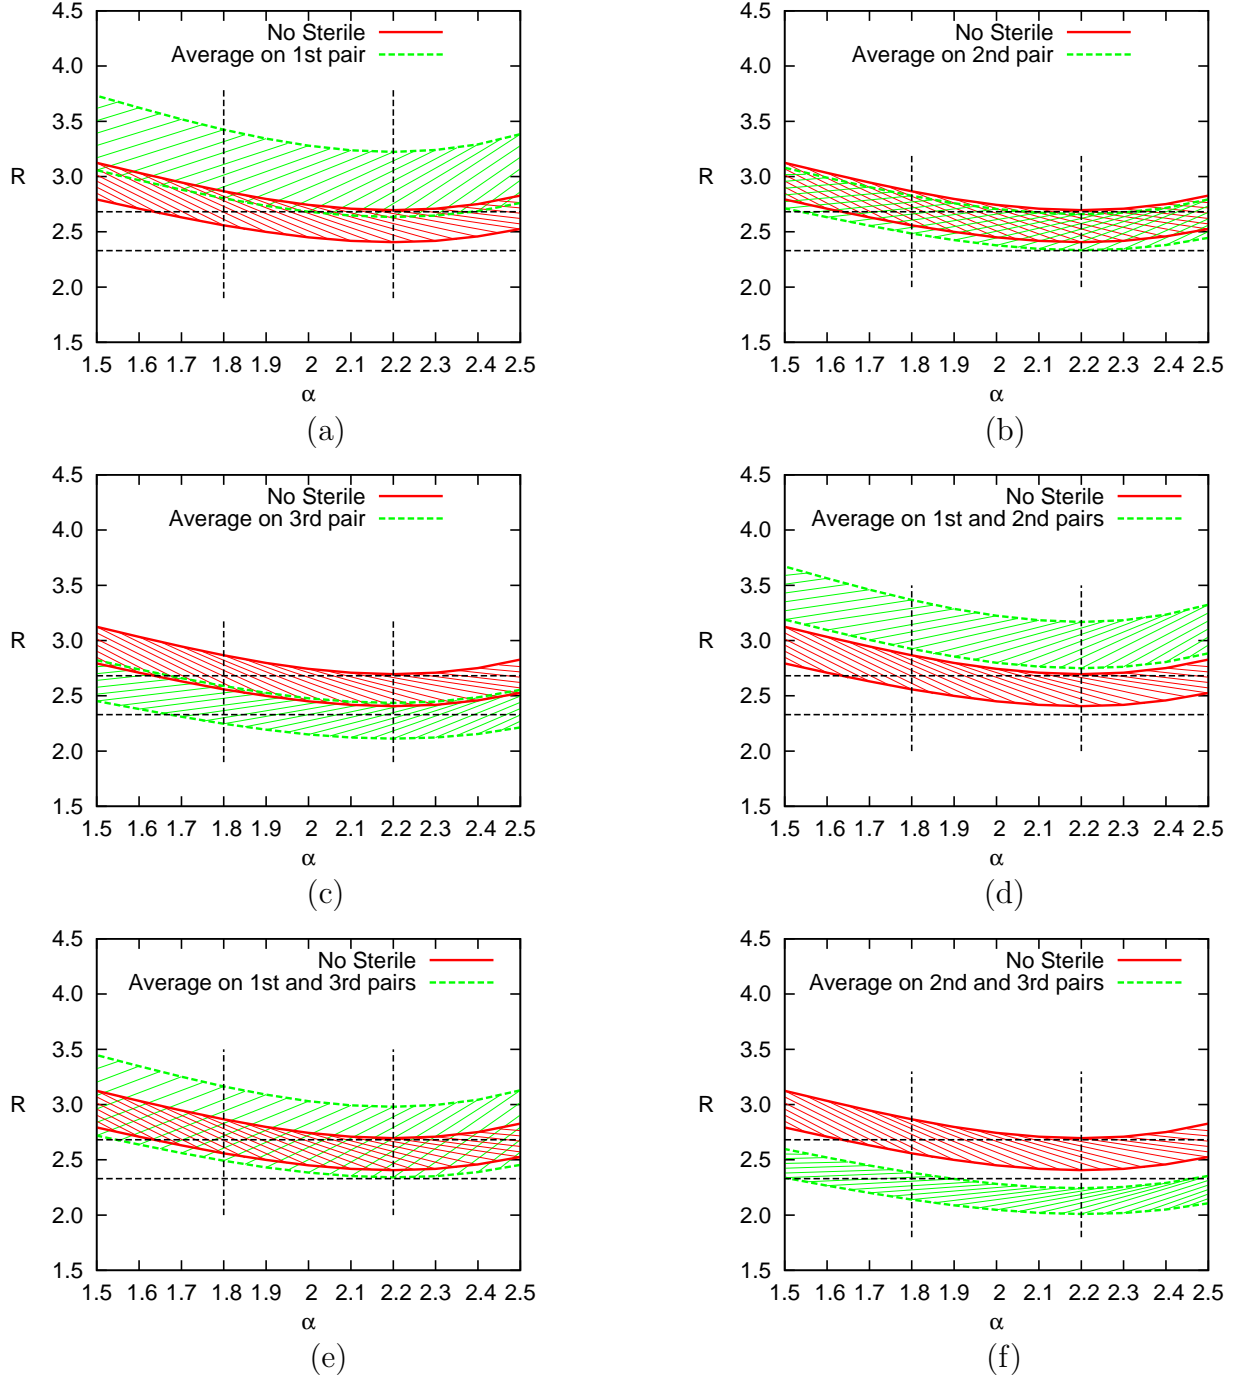 4.5
4.0
3.5
3.0
2.5
2.0
1.5
R
No Sterile
Average on 1st pair
1.5 1.6 1.7 1.8 1.9 2 2.1 2.2 2.3 2.4 2.5
α
(a)
4.5
4.0
3.5
3.0
2.5
2.0
1.5
R
No Sterile
Average on 2nd pair
1.5 1.6 1.7 1.8 1.9 2 2.1 2.2 2.3 2.4 2.5
α
(b)
4.5
4.0
3.5
3.0
2.5
2.0
1.5
R
No Sterile
Average on 3rd pair
1.5 1.6 1.7 1.8 1.9 2 2.1 2.2 2.3 2.4 2.5
α
(c)
4.5
4.0
3.5
3.0
2.5
2.0
1.5
R
No Sterile
Average on 1st and 2nd pairs
1.5 1.6 1.7 1.8 1.9 2 2.1 2.2 2.3 2.4 2.5
α
(d)
4.5
4.0
3.5
3.0
2.5
2.0
1.5
R
No Sterile
Average on 1st and 3rd pairs
1.5 1.6 1.7 1.8 1.9 2 2.1 2.2 2.3 2.4 2.5
α
(e)
4.5
4.0
3.5
3.0
2.5
2.0
1.5
R
No Sterile
Average on 2nd and 3rd pairs
1.5 1.6 1.7 1.8 1.9 2 2.1 2.2 2.3 2.4 2.5
α
(f)